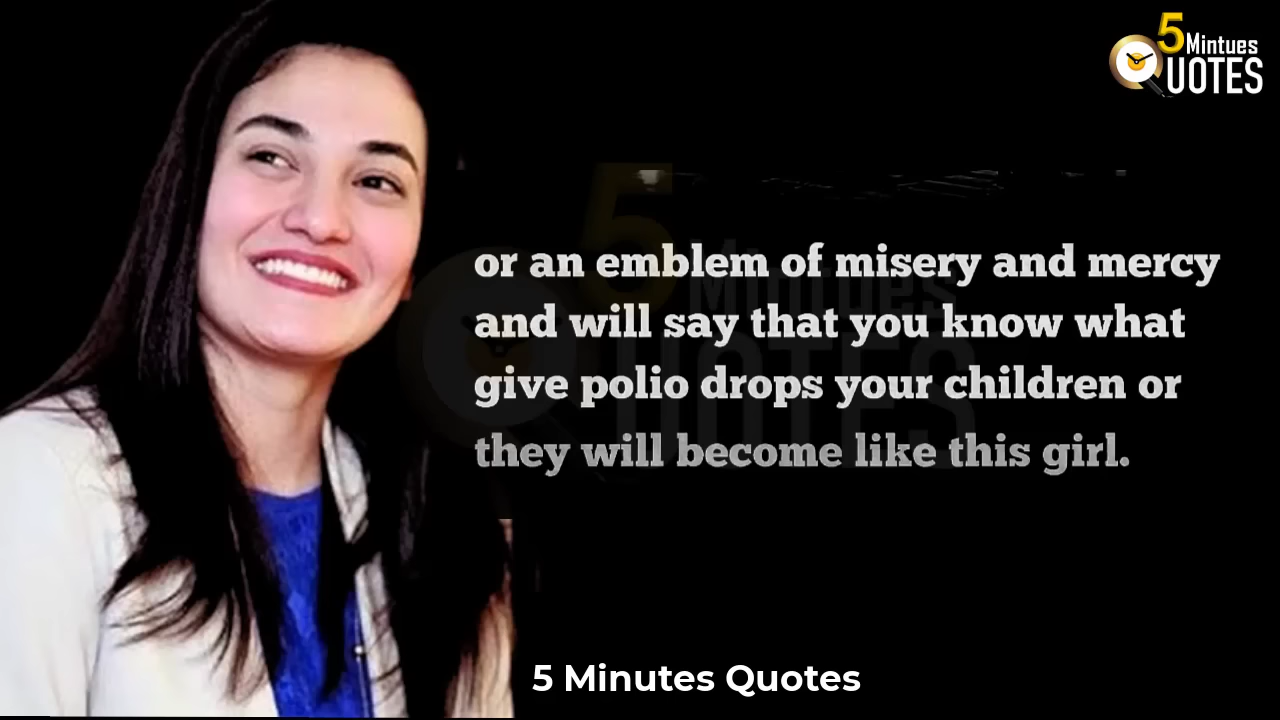 5 Mintues
QUOTES
or an emblem of misery and mercy
and will say that you know what
give polio drops your children or
they will become like this girl.
5 Minutes Quotes